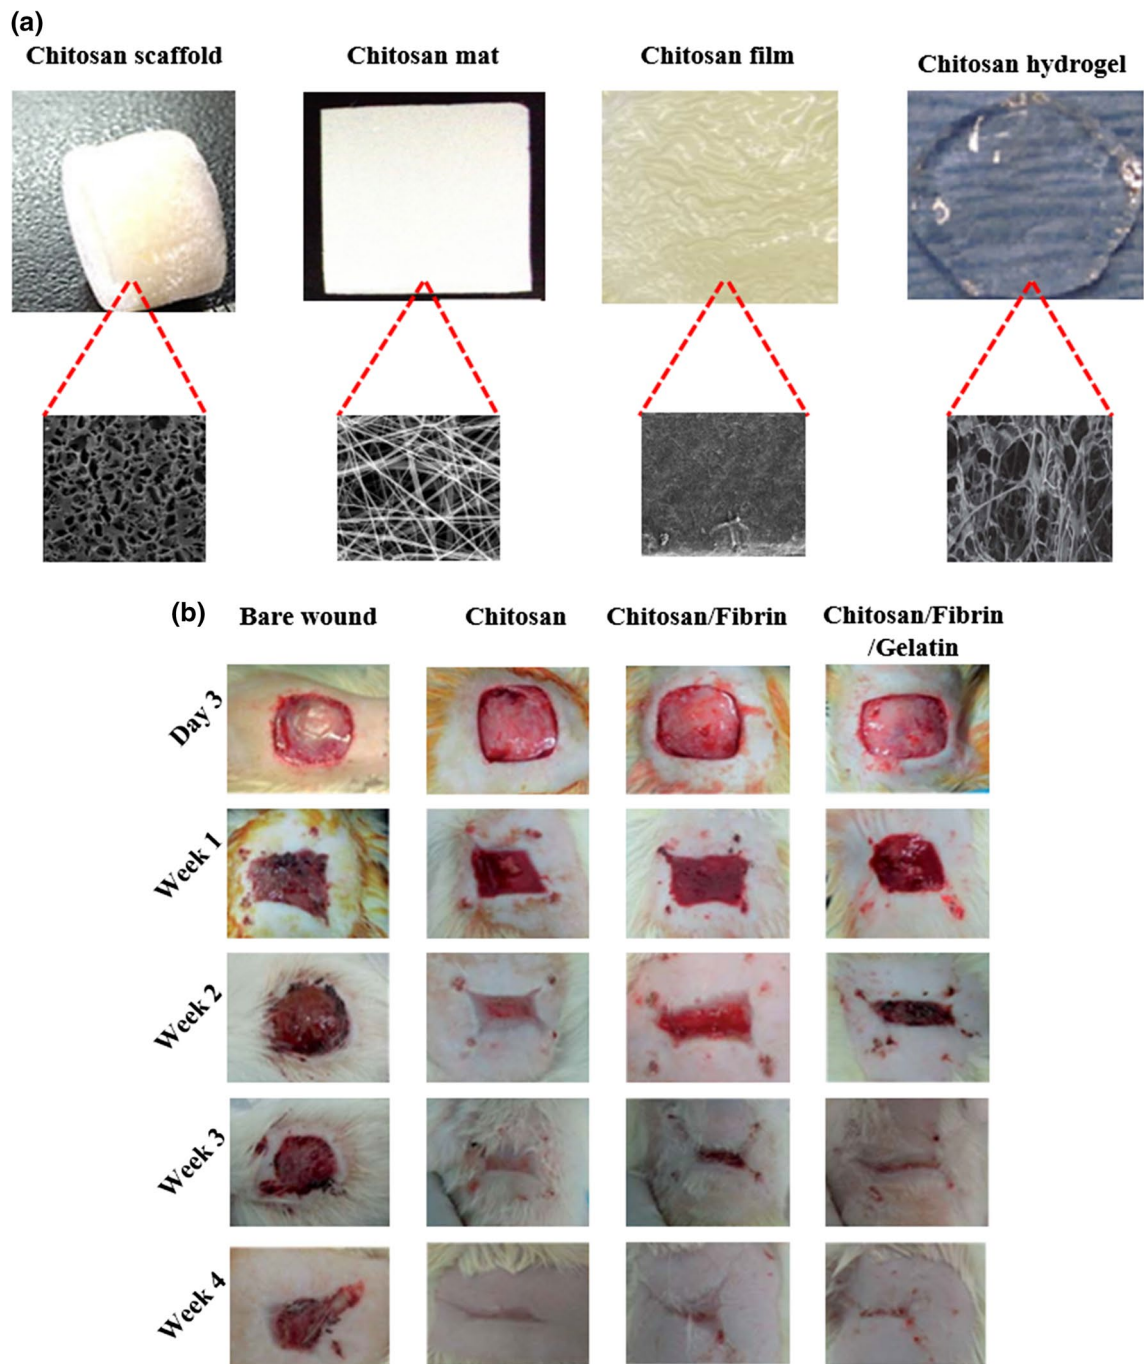 (a)
Chitosan scaffold
Chitosan mat
Chitosan film
Chitosan hydrogel
(b)
Bare wound
Chitosan
Chitosan/Fibrin
Chitosan/Fibrin
/Gelatin
Day 3
Week 1
Week 2
Week 3
Week 4